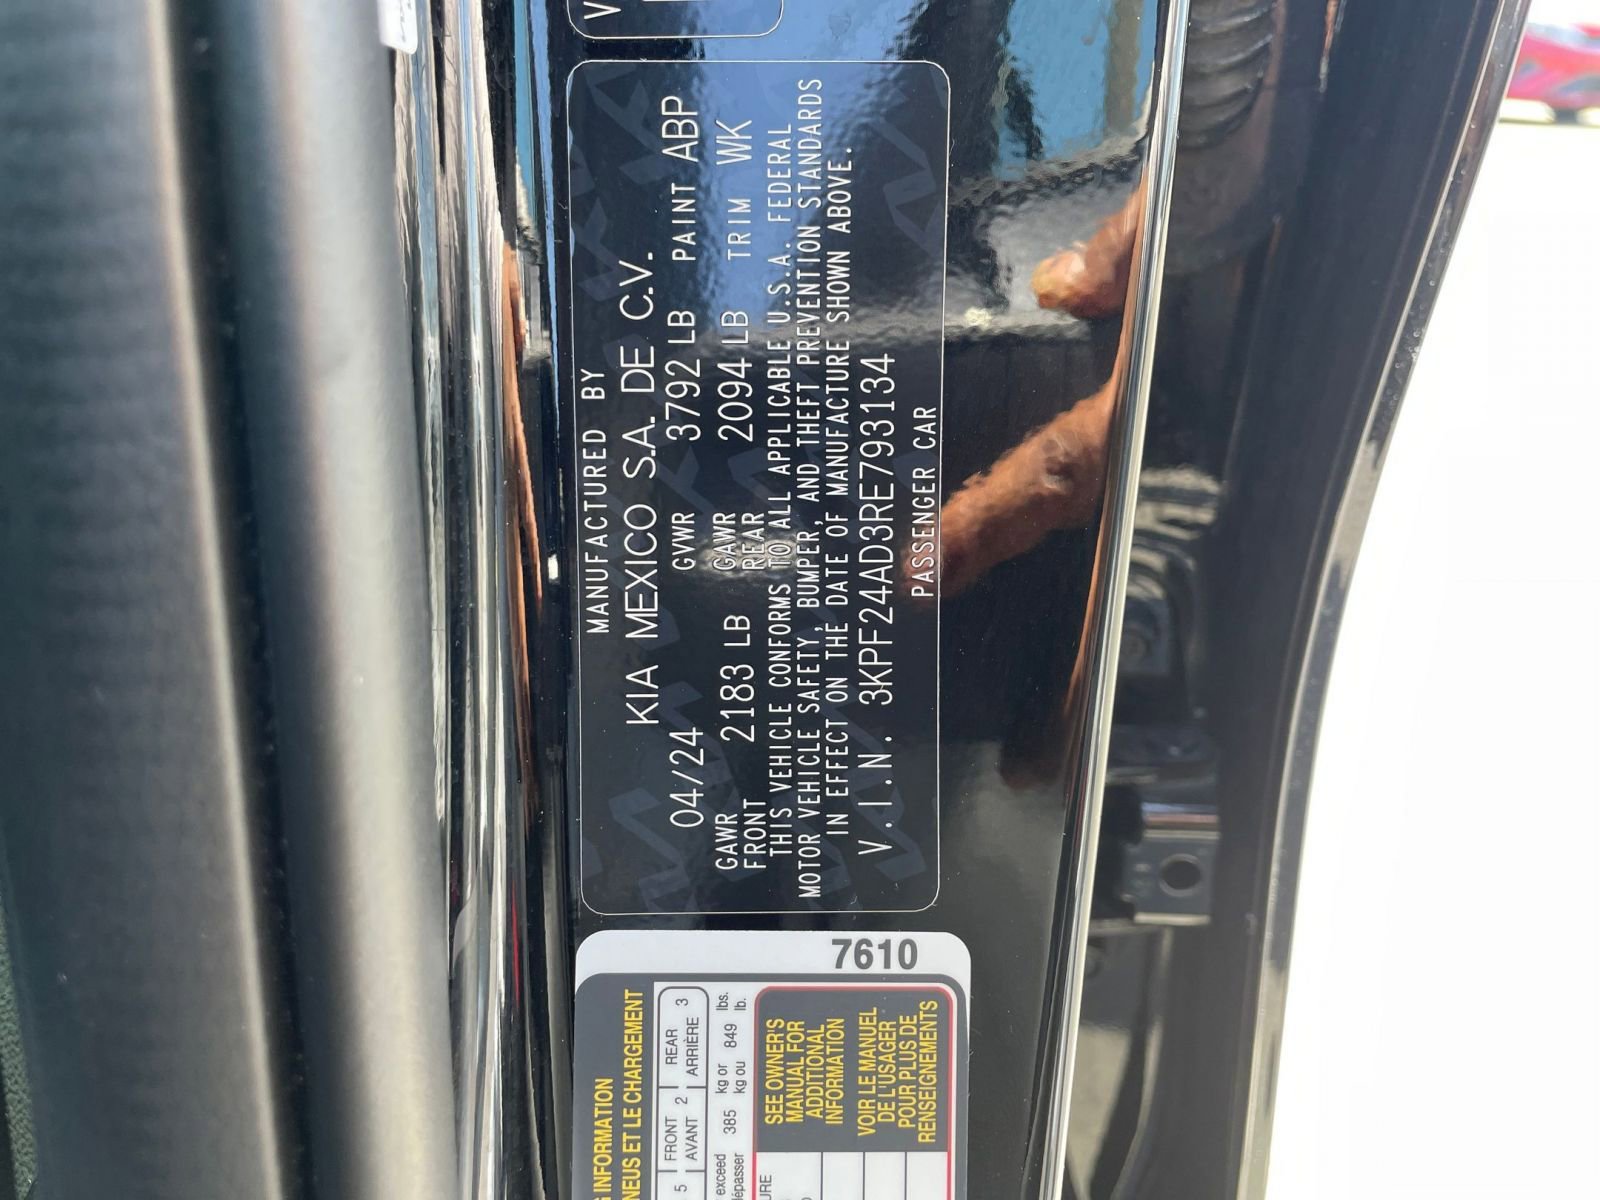 MANUFACTURED BY
KIA MEXICO S.A. DE C.V.
04/24 GVWR 3792 LB PAINT ABP
GAWR FRONT 2183 LB GAWR REAR 2094 LB TRIM WK
THIS VEHICLE CONFORMS TO ALL APPLICABLE U.S.A. FEDERAL
MOTOR VEHICLE SAFETY, BUMPER, AND THEFT PREVENTION STANDARDS
IN EFFECT ON THE DATE OF MANUFACTURE SHOWN ABOVE.
V.I.N. 3KPF24AD3RE793134
PASSENGER CAR
7610
INFORMATION
NEUS ET LE CHARGEMENT
5 FRONT 2 REAR 3
AVANT ARRIÈRE
exceed 385 kg or 849 lbs.
dépasser kg ou lb.
SEE OWNER'S
MANUAL FOR
ADDITIONAL
INFORMATION
VOIR LE MANUEL
DE L'USAGER
POUR PLUS DE
RENSEIGNEMENTS